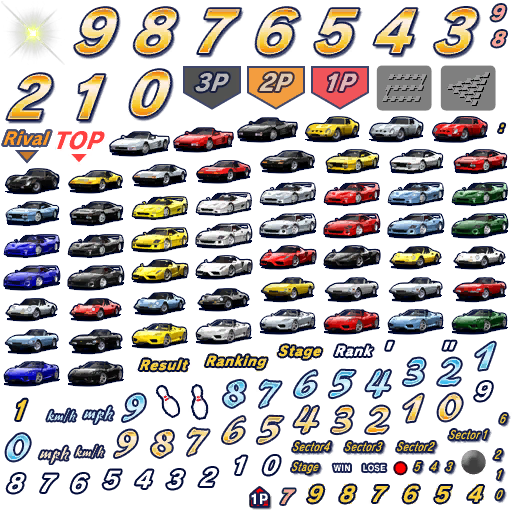 9 8 7 6 5 4 3 9
8
2 1 0 3P 2P 1P
8
Rival TOP
Result Ranking Stage Rank ' " 1
8 7 6 5 4 3 2 9
1 km/h mph 9
9 8 7 6 5 4 3 2 1 0 6
0 mph km/h Sector4 Sector3 Sector2 Sector1
Stage WIN LOSE 5 4 3 2
8 7 6 5 4 3 2 1 0 1
1P 7 9 8 7 6 5 4 0